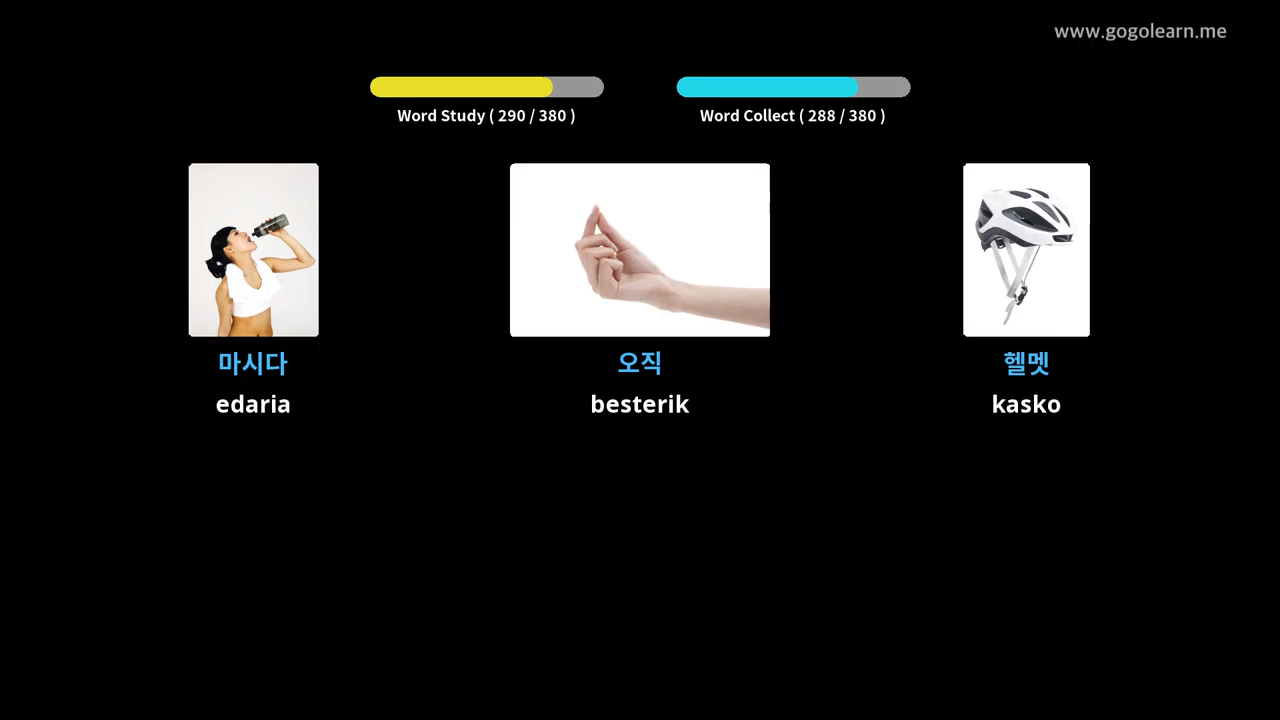 www.gogolearn.me
Word Study ( 290 / 380 )
Word Collect ( 288 / 380 )
마시다
오직
헬멧
edaria
besterik
kasko